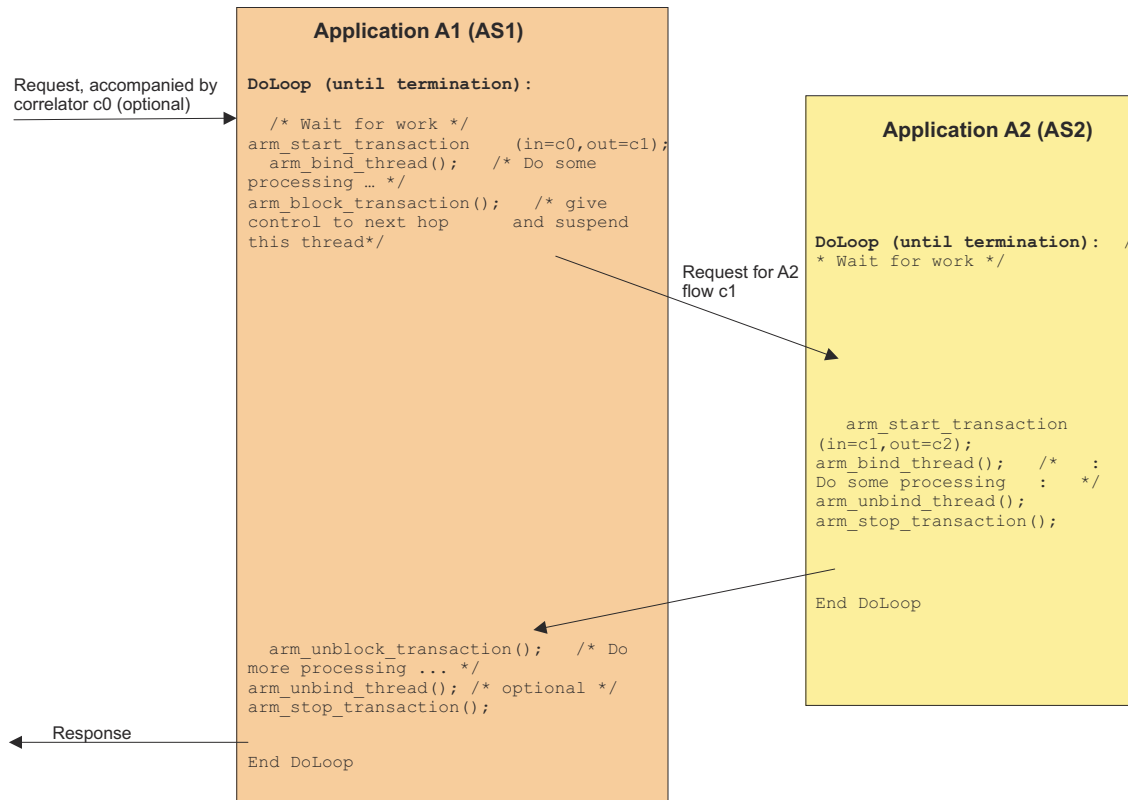 Application A1 (AS1)
DoLoop (until termination):
Request, accompanied by
correlator c0 (optional)
/* Wait for work */
arm_start_transaction (in=c0,out=c1);
arm_bind_thread(); /* Do some
processing … */
arm_block_transaction(); /* give
control to next hop and suspend
this thread*/
Request for A2
flow c1
Application A2 (AS2)
DoLoop (until termination): /
* Wait for work */
arm_start_transaction
(in=c1,out=c2);
arm_bind_thread(); /* :
Do some processing : */
arm_unbind_thread();
arm_stop_transaction();
End DoLoop
arm_unblock_transaction(); /* Do
more processing ... */
arm_unbind_thread(); /* optional */
arm_stop_transaction();
Response
End DoLoop